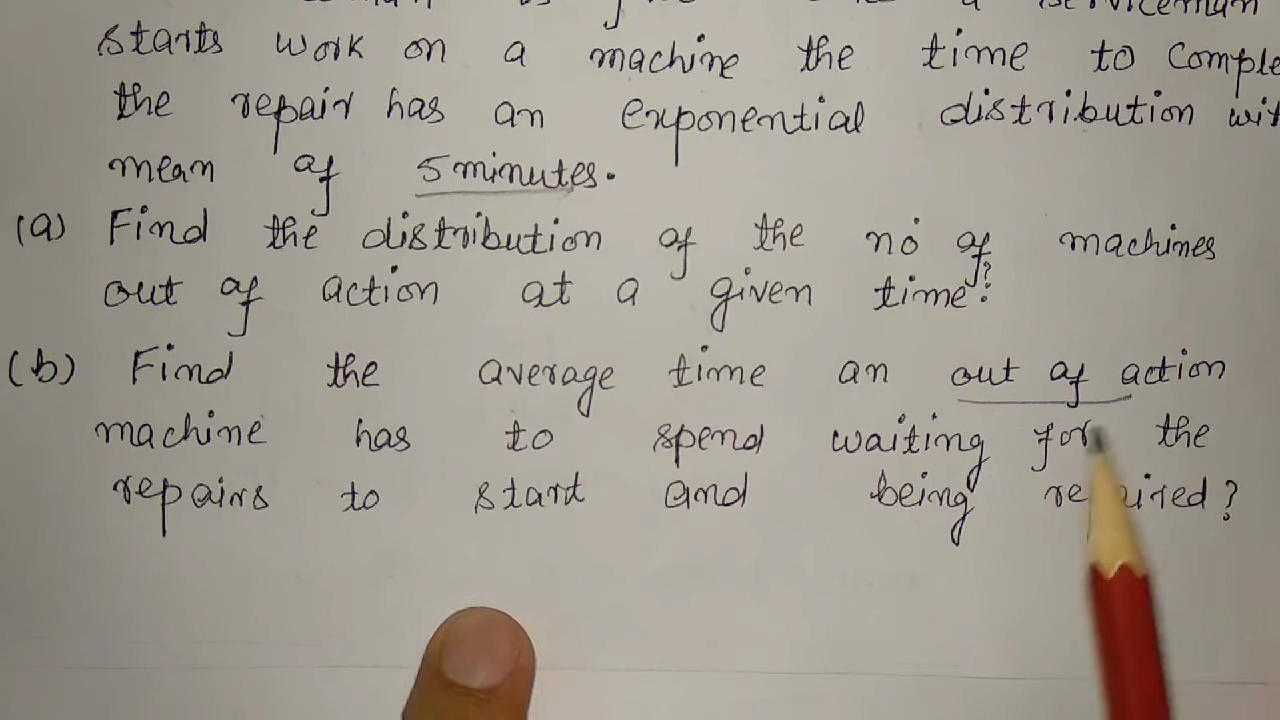 a serviceman
starts work on a machine the time to Comple
the repair has an exponential distribution wit
mean of 5 minutes.
(a) Find the distribution of the no of machines
out of action at a given time?
(b) Find the average time an out of action
machine has to spend waiting for the
repairs to start and being repaired?